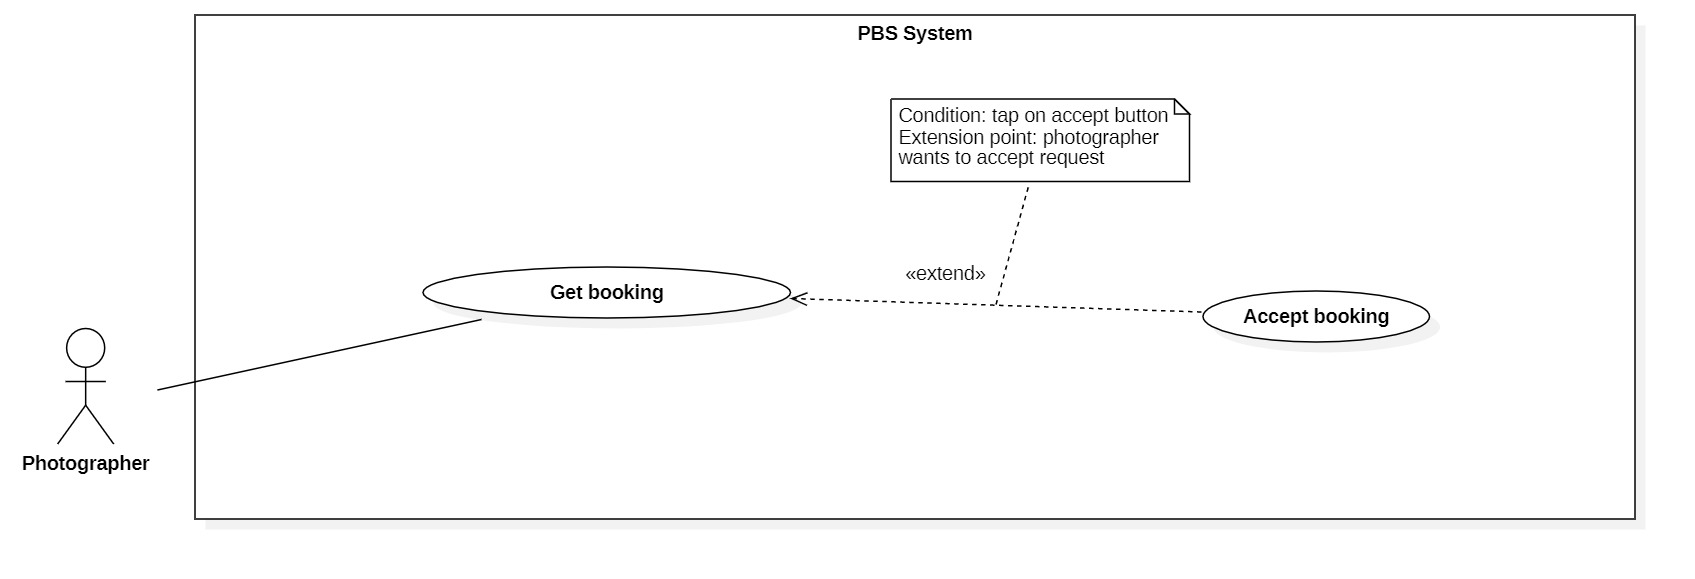 PBS System
Condition: tap on accept button
Extension point: photographer
wants to accept request
«extend»
Get booking
Accept booking
Photographer